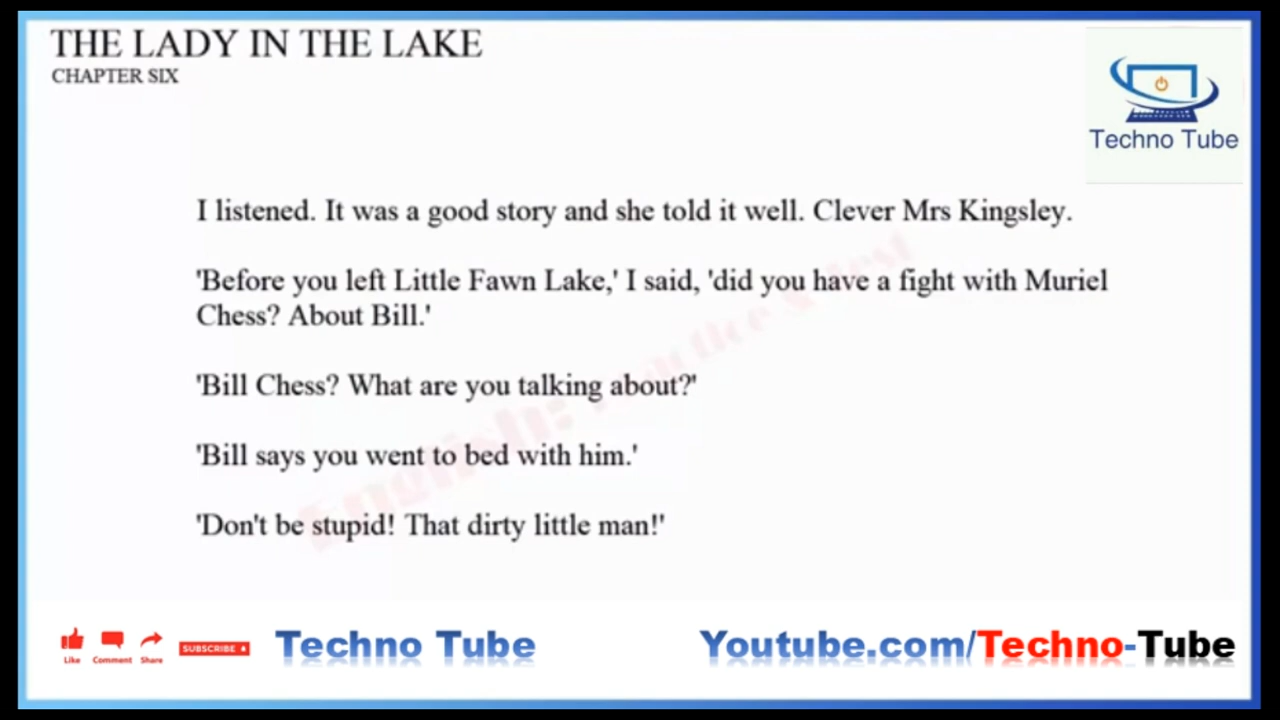 THE LADY IN THE LAKE
CHAPTER SIX
Techno Tube
I listened. It was a good story and she told it well. Clever Mrs Kingsley.
'Before you left Little Fawn Lake,' I said, 'did you have a fight with Muriel
Chess? About Bill.'
'Bill Chess? What are you talking about?'
'Bill says you went to bed with him.'
'Don't be stupid! That dirty little man!'
Like
Comment
Share
SUBSCRIBE
Techno Tube
Youtube.com/Techno-Tube